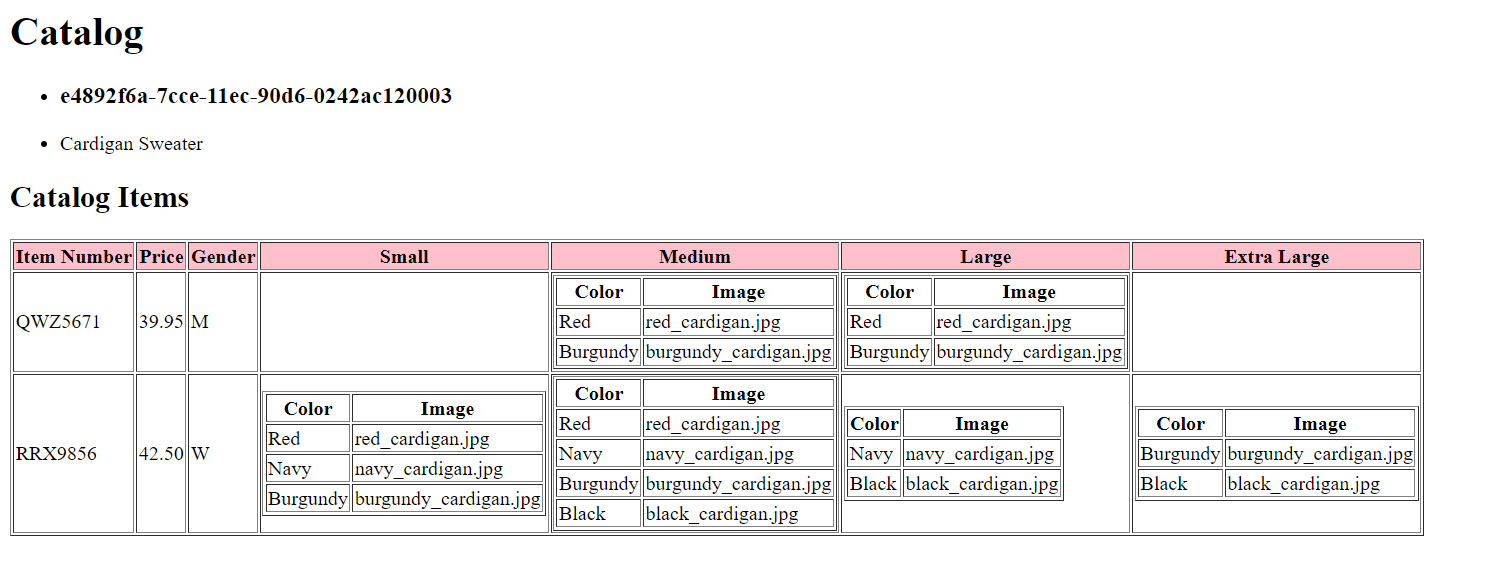 Catalog
e4892f6a-7cce-11ec-90d6-0242ac120003
Cardigan Sweater
Catalog Items
Item Number Price Gender Small Medium Large Extra Large
QWZ5671 39.95 M
Color Image
Red red_cardigan.jpg
Burgundy burgundy_cardigan.jpg
Color Image
Red red_cardigan.jpg
Burgundy burgundy_cardigan.jpg
RRX9856 42.50 W
Color Image
Red red_cardigan.jpg
Navy navy_cardigan.jpg
Burgundy burgundy_cardigan.jpg
Color Image
Red red_cardigan.jpg
Navy navy_cardigan.jpg
Burgundy burgundy_cardigan.jpg
Black black_cardigan.jpg
Color Image
Navy navy_cardigan.jpg
Black black_cardigan.jpg
Color Image
Burgundy burgundy_cardigan.jpg
Black black_cardigan.jpg